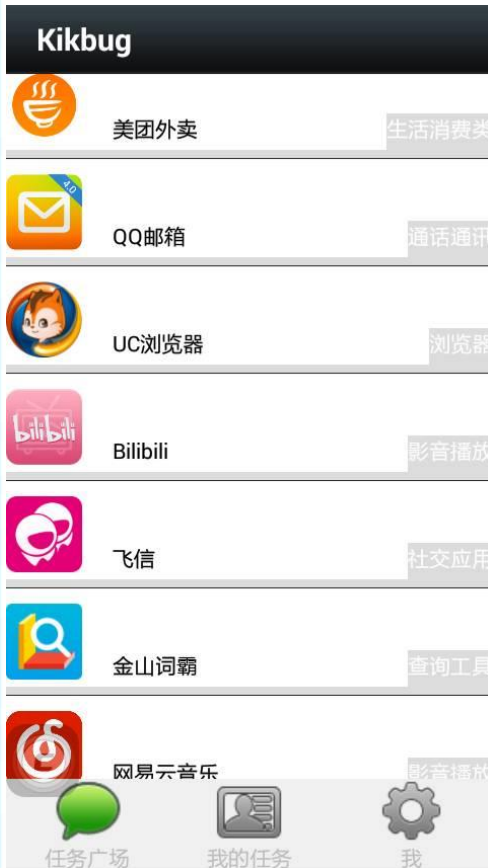 Kikbug
美团外卖
生活消费类
4.0
QQ邮箱
通话通讯
UC浏览器
浏览器
bilibili
Bilibili
影音播放
飞信
社交应用
金山词霸
查询工具
网易云音乐
影音播放
任务广场
我的任务
我